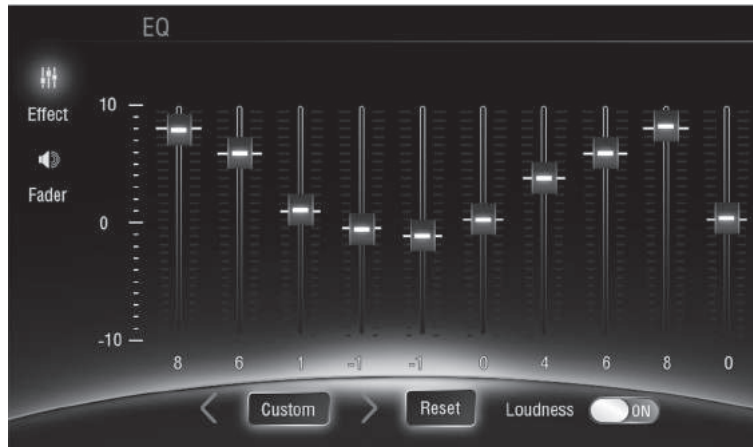 EQ
Effect
Fader
10
0
-10
8 6 1 -1 -1 0 4 6 8 0
Custom Reset Loudness ON